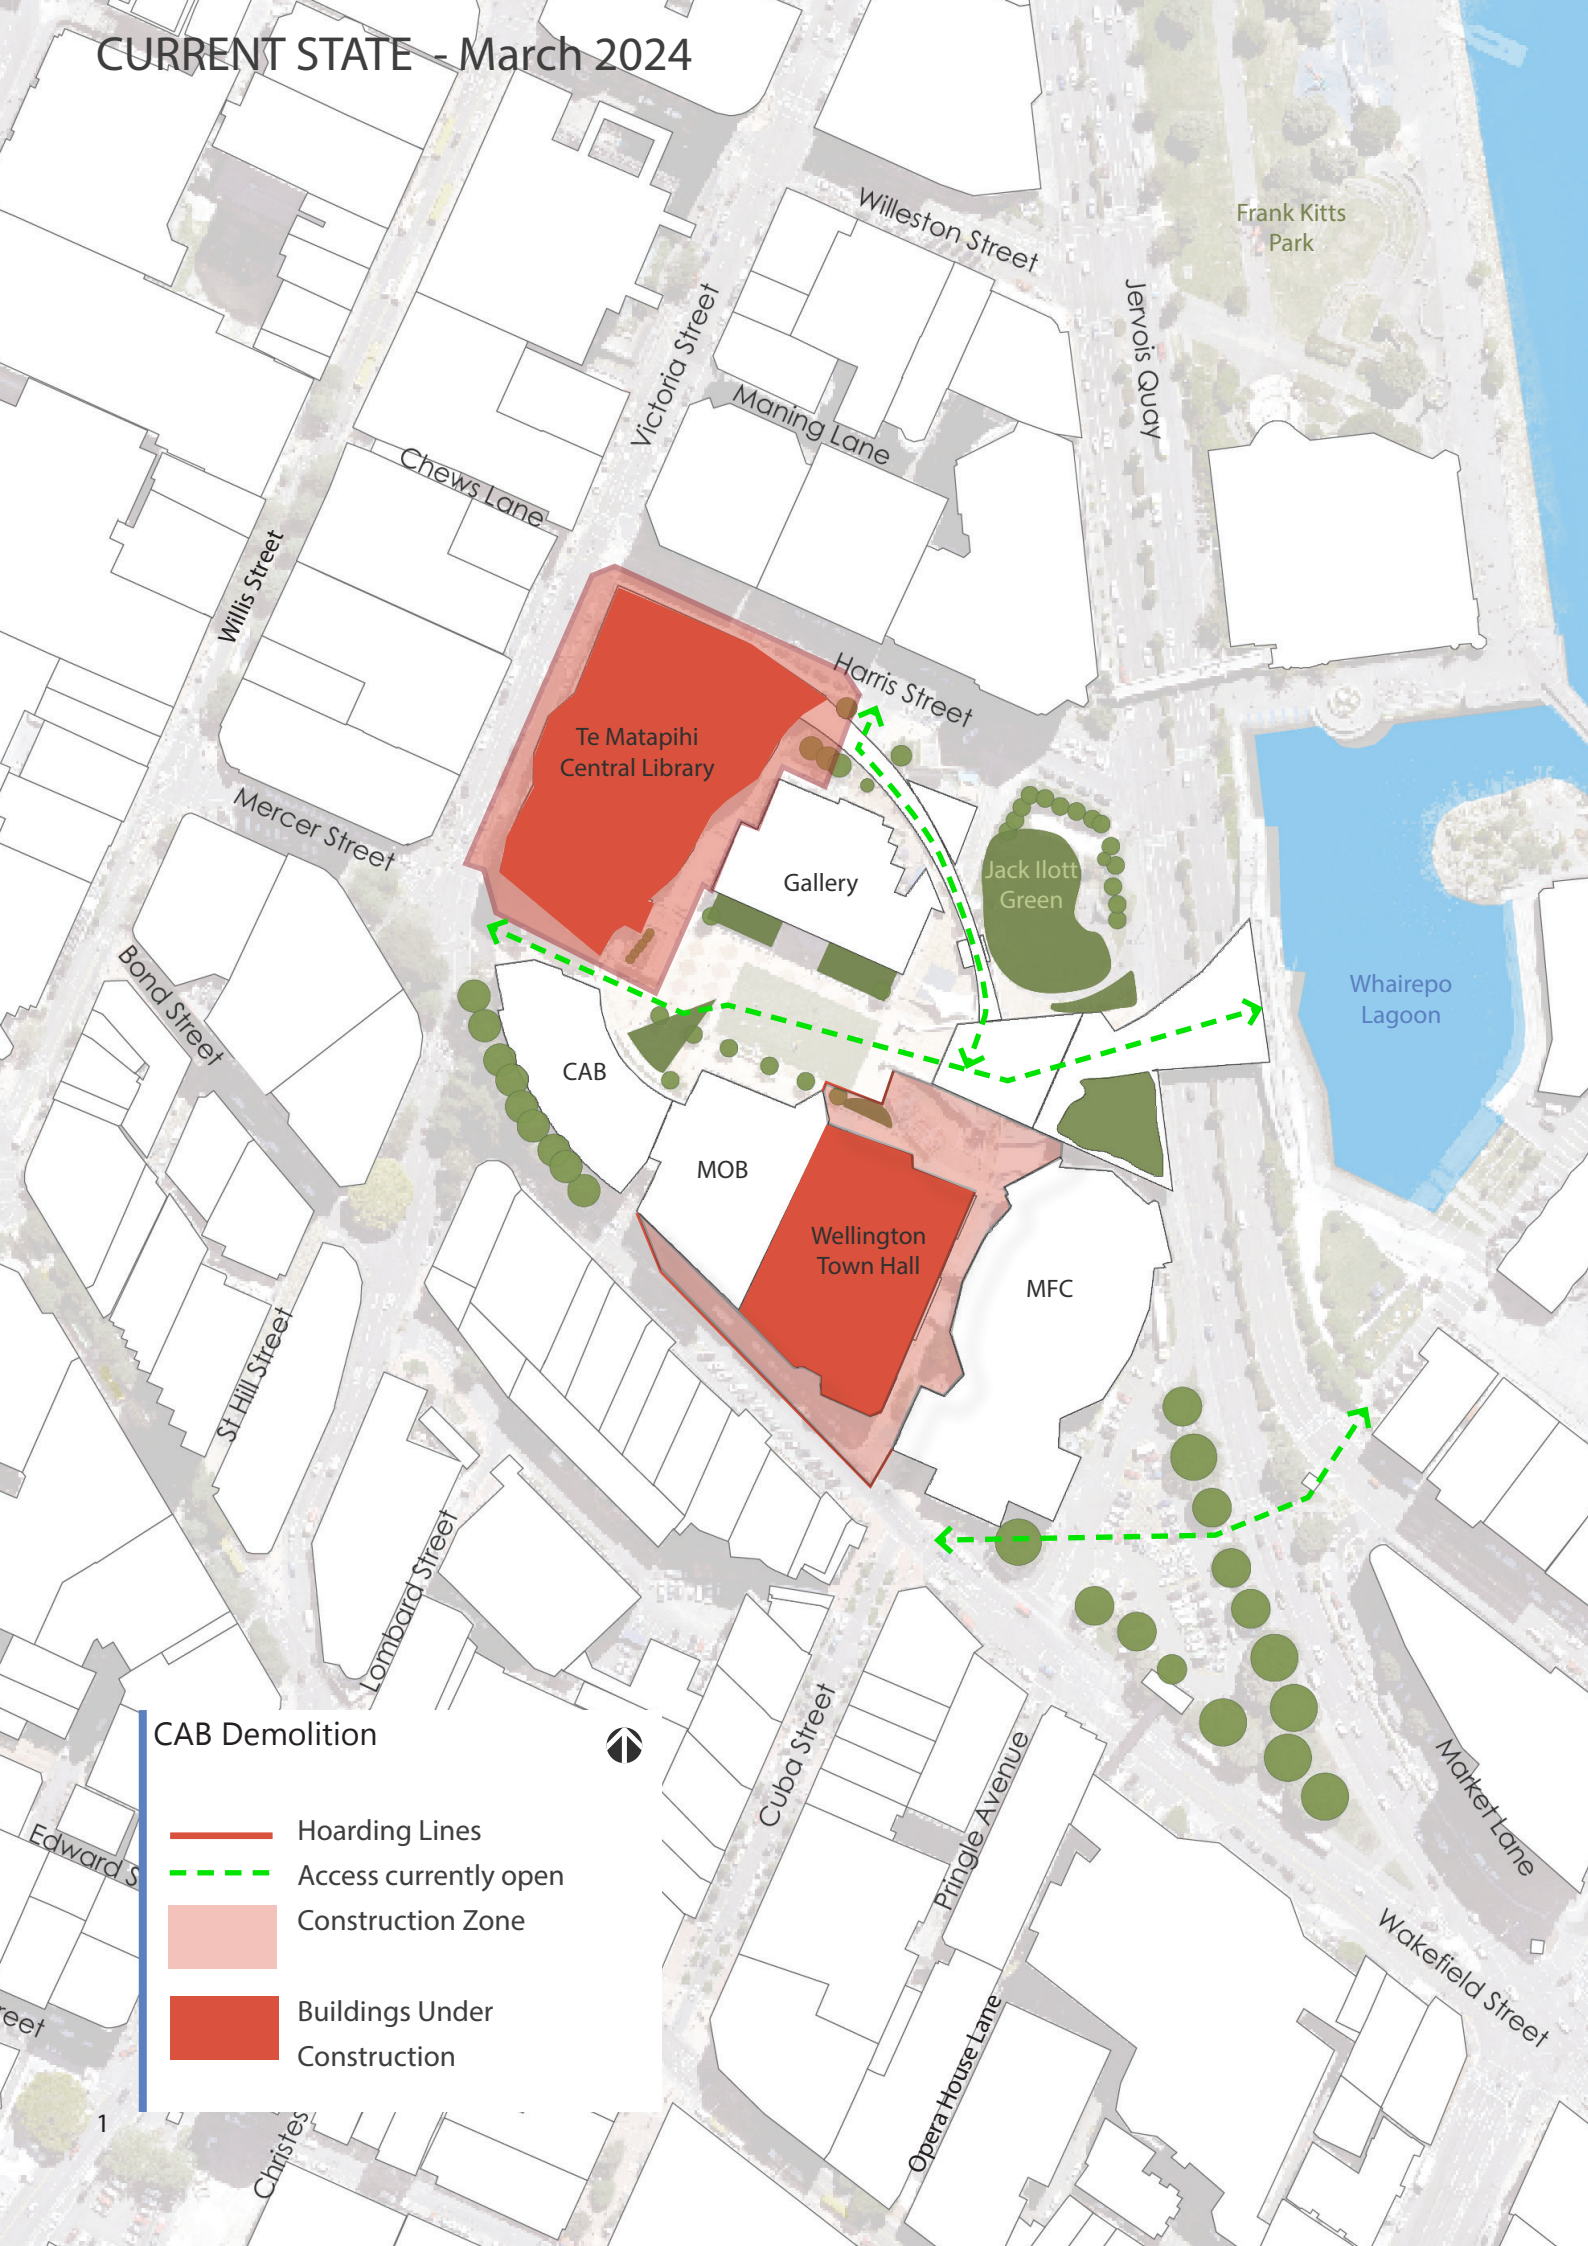 CURRENT STATE - March 2024
Willeston Street
Frank Kitts
Park
Jervois Quay
Victoria Street
Maning Lane
Chews Lane
Willis Street
Harris Street
Te Matapihi
Central Library
Mercer Street
Gallery
Jack Ilott
Green
Bond Street
Whairepo
Lagoon
CAB
MOB
Wellington
Town Hall
MFC
St Hill Street
Lombard Street
Cuba Street
Pringle Avenue
Market Lane
Wakefield Street
Opera House Lane
Edward S
reet
Christes
CAB Demolition
Hoarding Lines
Access currently open
Construction Zone
Buildings Under
Construction
1